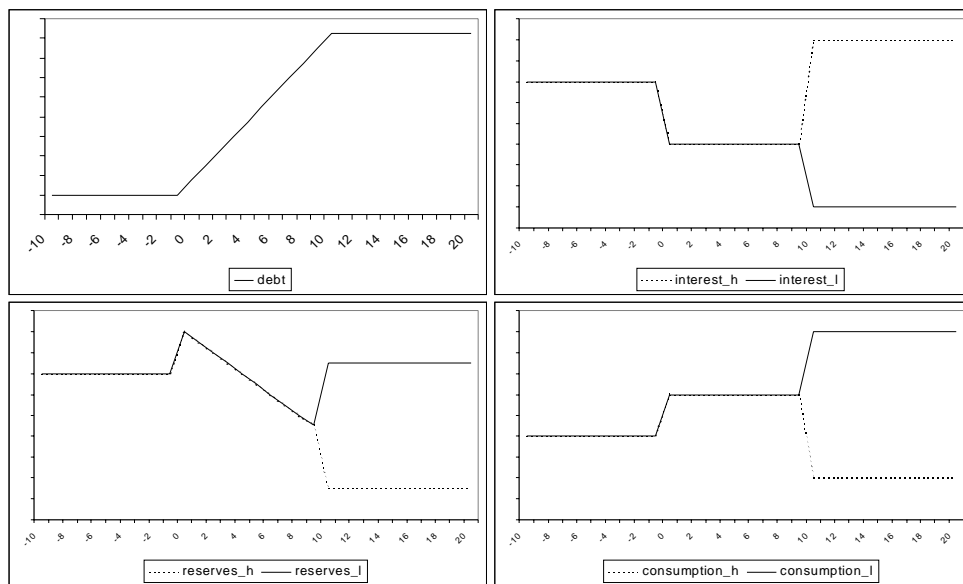 -10 -8 -6 -4 -2 0 2 4 6 8 10 12 14 16 18 20
debt
-10 -8 -6 -4 -2 0 2 4 6 8 10 12 14 16 18 20
interest_h interest_l
-10 -8 -6 -4 -2 0 2 4 6 8 10 12 14 16 18 20
reserves_h reserves_l
-10 -8 -6 -4 -2 0 2 4 6 8 10 12 14 16 18 20
consumption_h consumption_l